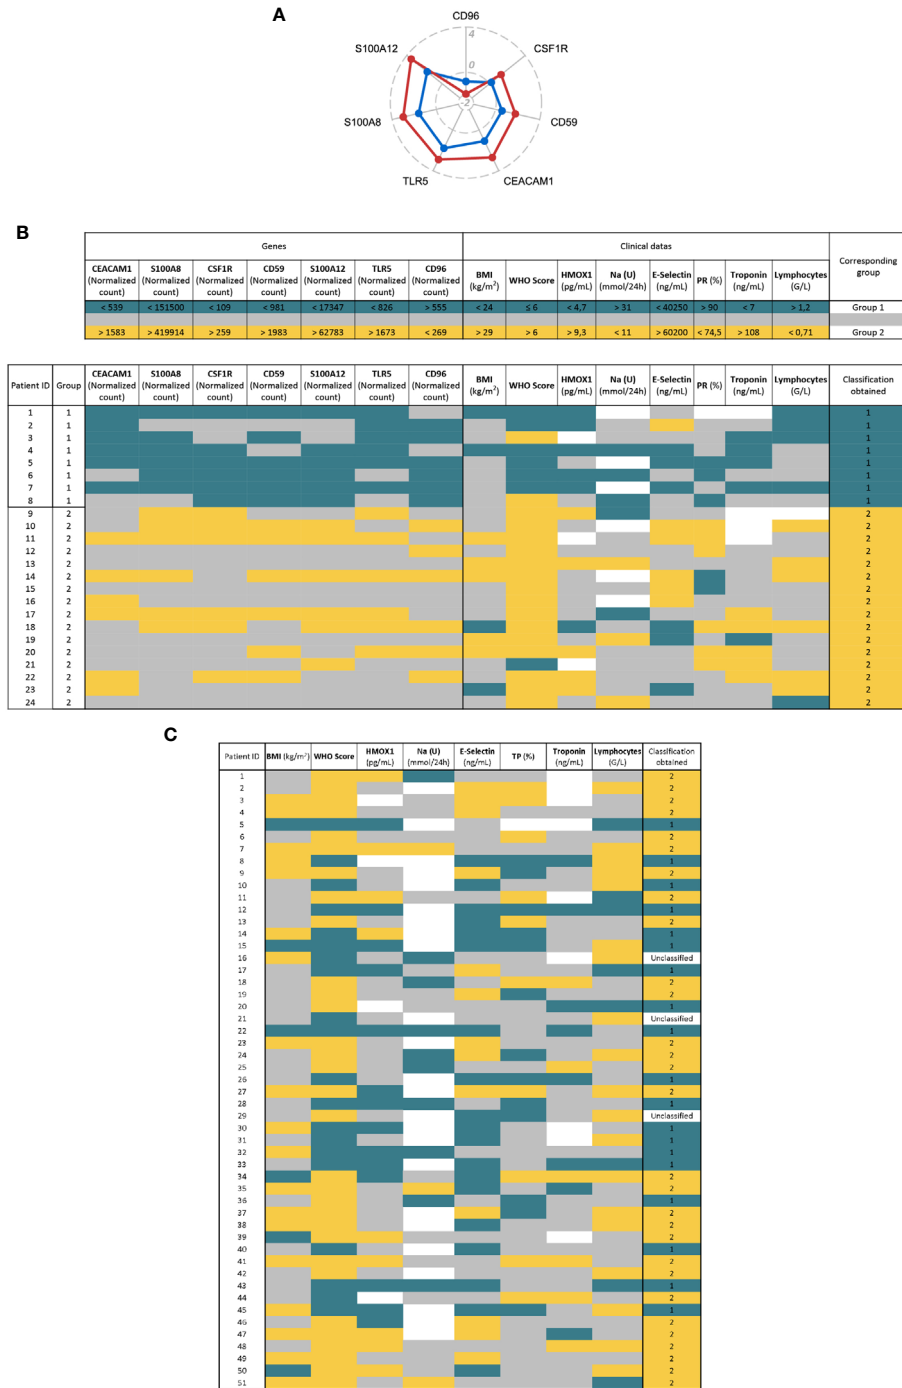 A
CD96
4
S100A12
CSF1R
0
-2
S100A8
CD59
TLR5
CEACAM1
B
Genes Clinical datas Corresponding group
CEACAM1 (Normalized count) S100A8 (Normalized count) CSF1R (Normalized count) CD59 (Normalized count) S100A12 (Normalized count) TLR5 (Normalized count) CD96 (Normalized count) BMI (kg/m²) WHO Score HMOX1 (pg/mL) Na (U) (mmol/24h) E-Selectin (ng/mL) PR (%) Troponin (ng/mL) Lymphocytes (G/L)
< 539 < 151500 < 109 < 981 < 17347 < 826 > 555 < 24 ≤ 6 < 4,7 > 31 < 40250 > 90 < 7 > 1,2 Group 1
> 1583 > 419914 > 259 > 1983 > 62783 > 1673 < 269 > 29 > 6 > 9,3 < 11 > 60200 < 74,5 > 108 < 0,71 Group 2
Patient ID Group CEACAM1 (Normalized count) S100A8 (Normalized count) CSF1R (Normalized count) CD59 (Normalized count) S100A12 (Normalized count) TLR5 (Normalized count) CD96 (Normalized count) BMI (kg/m²) WHO Score HMOX1 (pg/mL) Na (U) (mmol/24h) E-Selectin (ng/mL) PR (%) Troponin (ng/mL) Lymphocytes (G/L) Classification obtained
1 1 1
2 1 1
3 1 1
4 1 1
5 1 1
6 1 1
7 1 1
8 1 1
9 2 2
10 2 2
11 2 2
12 2 2
13 2 2
14 2 2
15 2 2
16 2 2
17 2 2
18 2 2
19 2 2
20 2 2
21 2 2
22 2 2
23 2 2
24 2 2
C
Patient ID BMI (kg/m²) WHO Score HMOX1 (pg/mL) Na (U) (mmol/24h) E-Selectin (ng/mL) TP (%) Troponin (ng/mL) Lymphocytes (G/L) Classification obtained
1 2
2 2
3 2
4 2
5 1
6 2
7 2
8 1
9 2
10 1
11 2
12 1
13 2
14 1
15 1
16 Unclassified
17 1
18 2
19 2
20 1
21 Unclassified
22 1
23 2
24 2
25 2
26 1
27 2
28 1
29 Unclassified
30 1
31 1
32 1
33 1
34 2
35 2
36 1
37 2
38 2
39 2
40 1
41 2
42 2
43 1
44 2
45 1
46 2
47 2
48 2
49 2
50 2
51 2